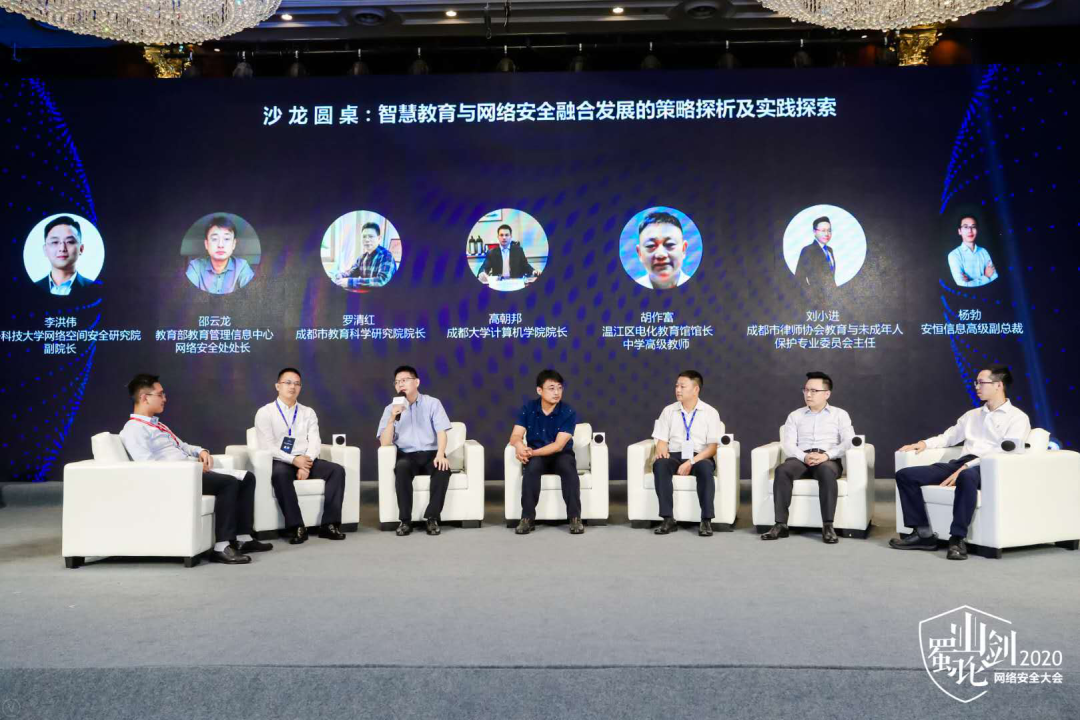 沙龙圆桌：智慧教育与网络安全融合发展的策略探析及实践探索
李洪伟
科技大学网络空间安全研究院
副院长
邵云龙
教育部教育管理信息中心
网络安全处处长
罗清红
成都市教育科学研究院院长
高朝邦
成都大学计算机学院院长
胡作富
温江区电化教育馆馆长
中学高级教师
刘小进
成都市律师协会教育与未成年人
保护专业委员会主任
杨勃
安恒信息高级副总裁
蜀山论剑
2020
网络安全大会